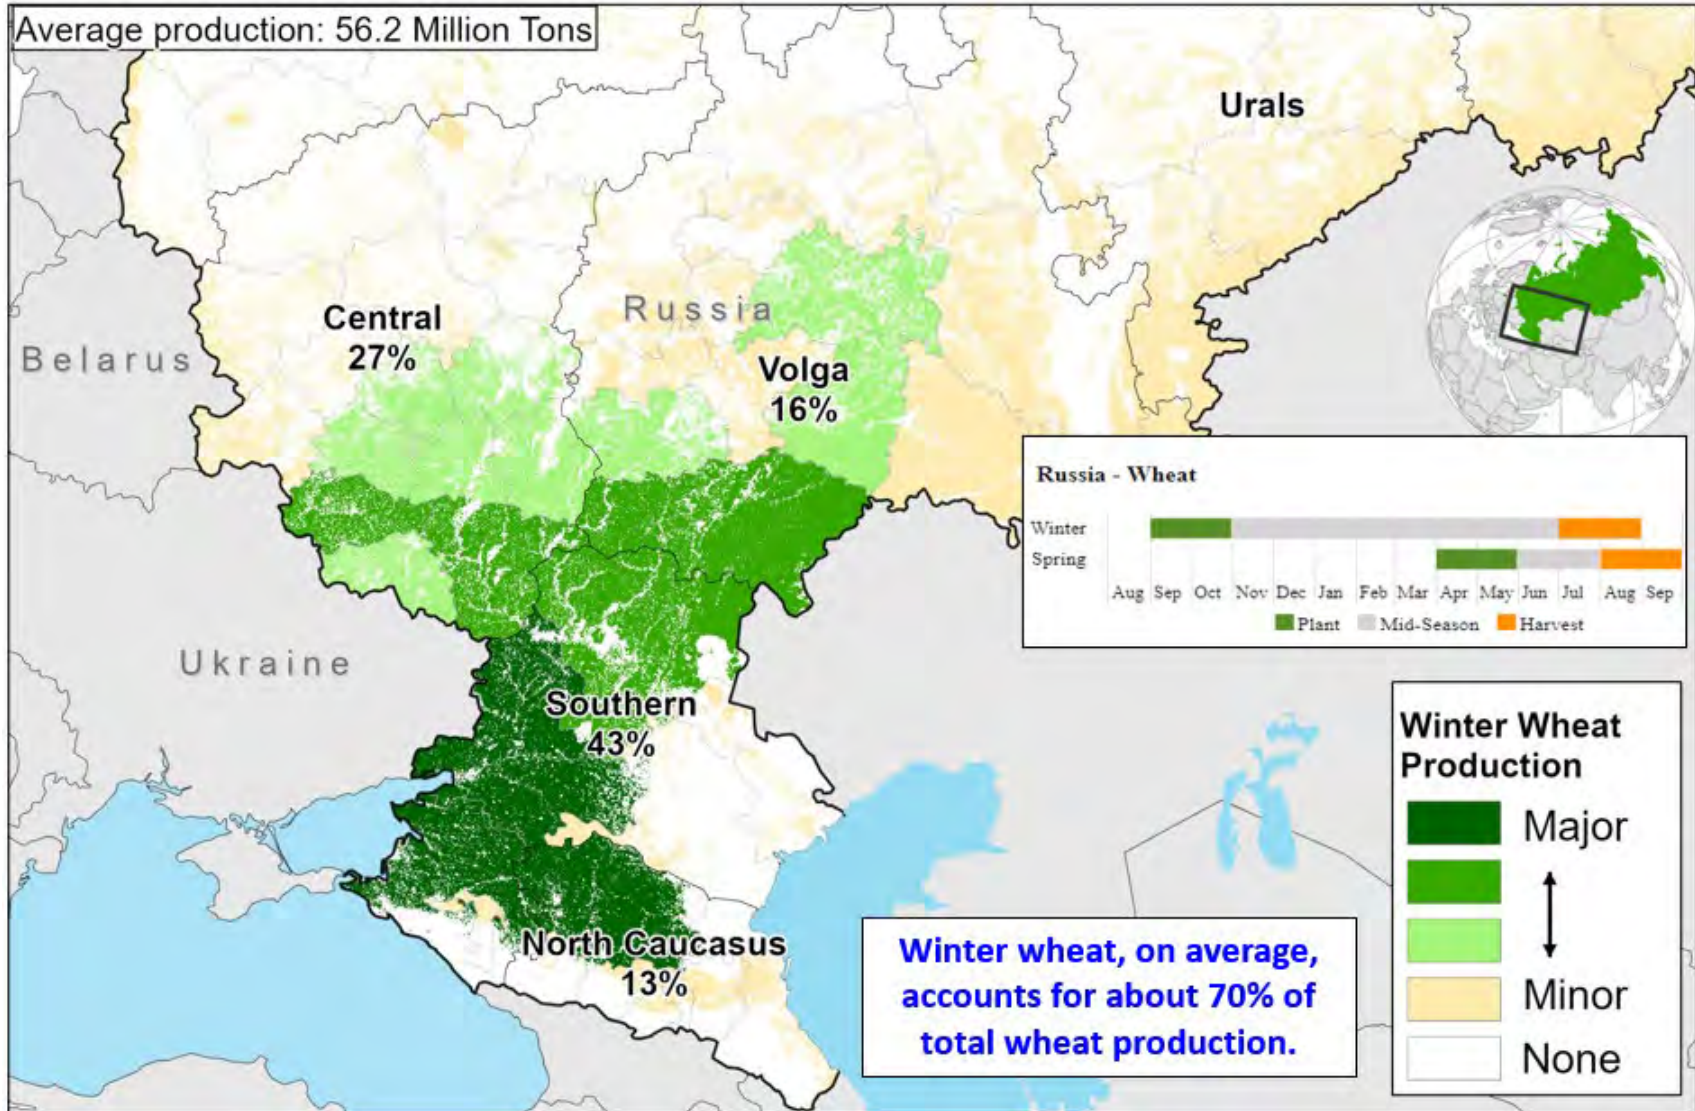 Average production: 56.2 Million Tons
Urals
Central
27%
Russia
Belarus
Volga
16%
Russia - Wheat
Winter
Spring
Aug Sep Oct Nov Dec Jan Feb Mar Apr May Jun Jul Aug Sep
Plant Mid-Season Harvest
Ukraine
Southern
43%
Winter Wheat
Production
Major
Minor
None
North Caucasus
13%
Winter wheat, on average,
accounts for about 70% of
total wheat production.